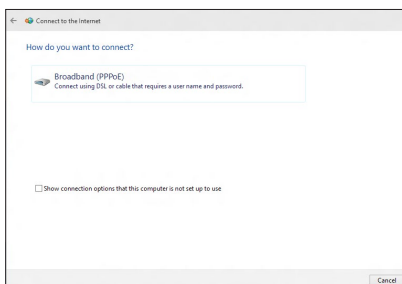 Connect to the Internet
How do you want to connect?
Broadband (PPPoE)
Connect using DSL or cable that requires a user name and password.
Show connection options that this computer is not set up to use
Cancel